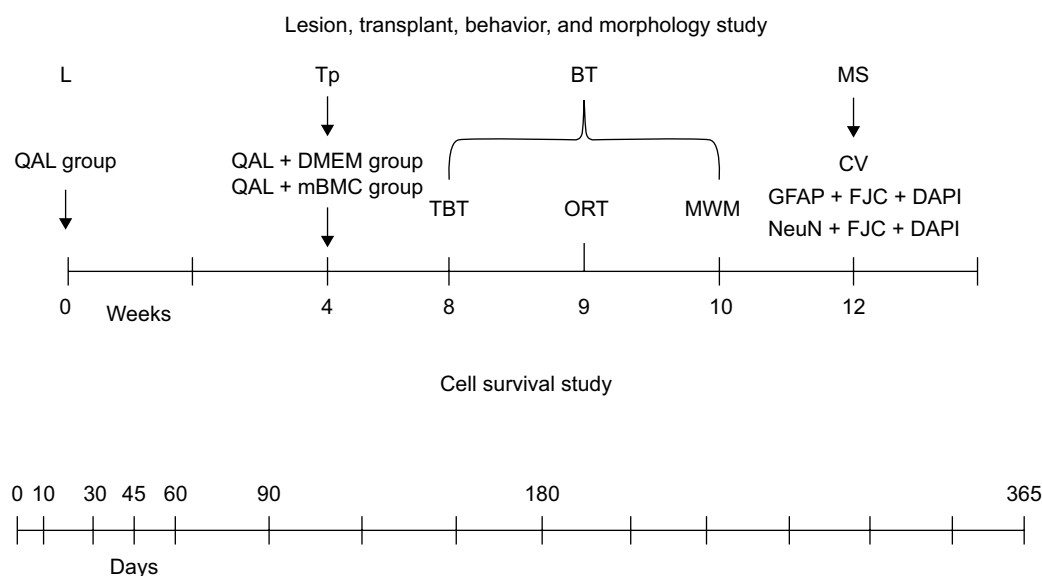 Lesion, transplant, behavior, and morphology study
L Tp BT MS
QAL group
QAL + DMEM group
QAL + mBMC group
CV
GFAP + FJC + DAPI
NeuN + FJC + DAPI
TBT ORT MWM
0 4 8 9 10 12
Weeks
Cell survival study
0 10 30 45 60 90 180 365
Days